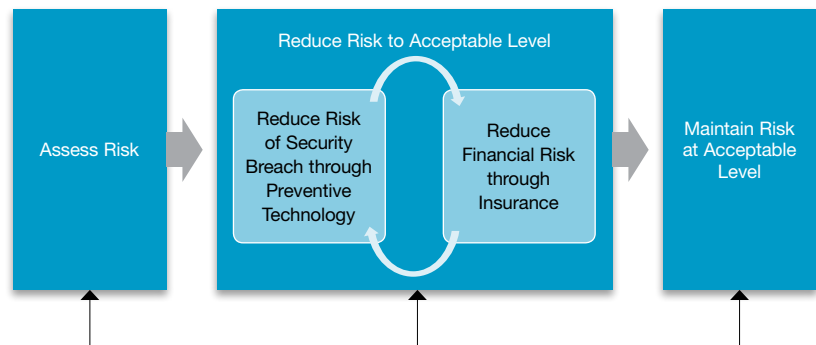 Assess Risk
Reduce Risk to Acceptable Level
Reduce Risk
of Security
Breach through
Preventive
Technology
Reduce
Financial Risk
through
Insurance
Maintain Risk
at Acceptable
Level